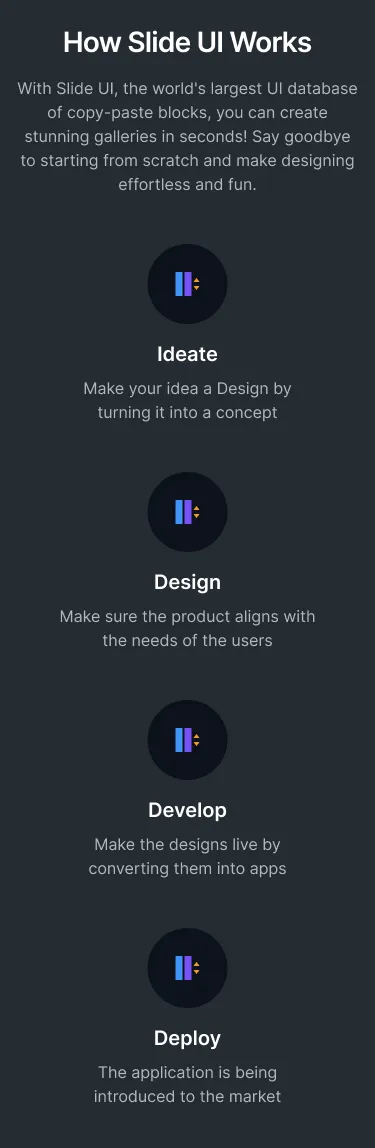 How Slide UI Works
With Slide UI, the world's largest UI database
of copy-paste blocks, you can create
stunning galleries in seconds! Say goodbye
to starting from scratch and make designing
effortless and fun.
Ideate
Make your idea a Design by
turning it into a concept
Design
Make sure the product aligns with
the needs of the users
Develop
Make the designs live by
converting them into apps
Deploy
The application is being
introduced to the market